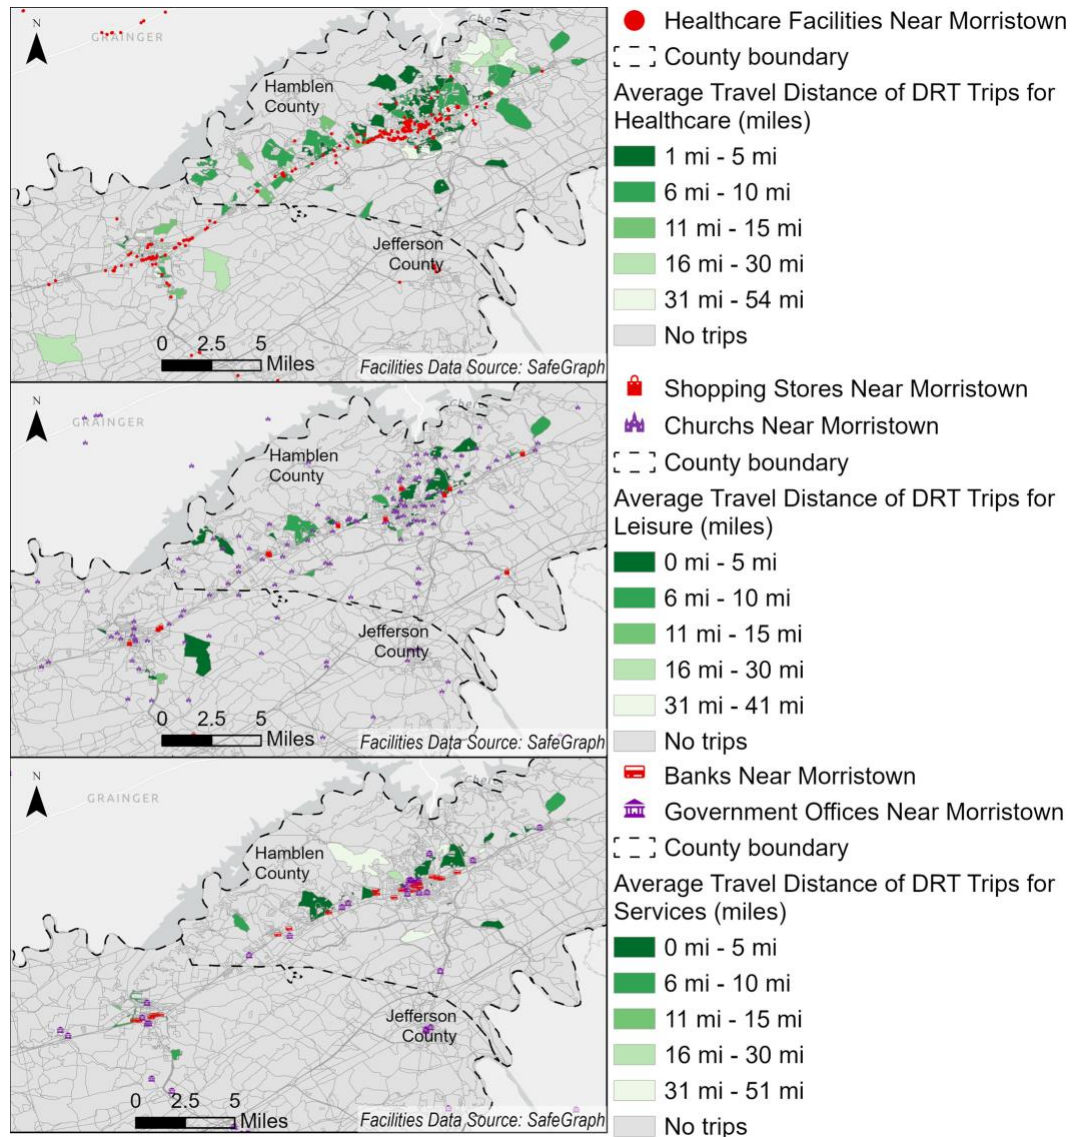 N
GRAINGER
Cher
Hamblen
County
Jefferson
County
0 2.5 5
Miles
Facilities Data Source: SafeGraph
Healthcare Facilities Near Morristown
County boundary
Average Travel Distance of DRT Trips for
Healthcare (miles)
1 mi - 5 mi
6 mi - 10 mi
11 mi - 15 mi
16 mi - 30 mi
31 mi - 54 mi
No trips
N
GRAINGER
Cher
Hamblen
County
Jefferson
County
0 2.5 5
Miles
Facilities Data Source: SafeGraph
Shopping Stores Near Morristown
Churchs Near Morristown
County boundary
Average Travel Distance of DRT Trips for
Leisure (miles)
0 mi - 5 mi
6 mi - 10 mi
11 mi - 15 mi
16 mi - 30 mi
31 mi - 41 mi
No trips
N
GRAINGER
Cher
Hamblen
County
Jefferson
County
0 2.5 5
Miles
Facilities Data Source: SafeGraph
Banks Near Morristown
Government Offices Near Morristown
County boundary
Average Travel Distance of DRT Trips for
Services (miles)
0 mi - 5 mi
6 mi - 10 mi
11 mi - 15 mi
16 mi - 30 mi
31 mi - 51 mi
No trips